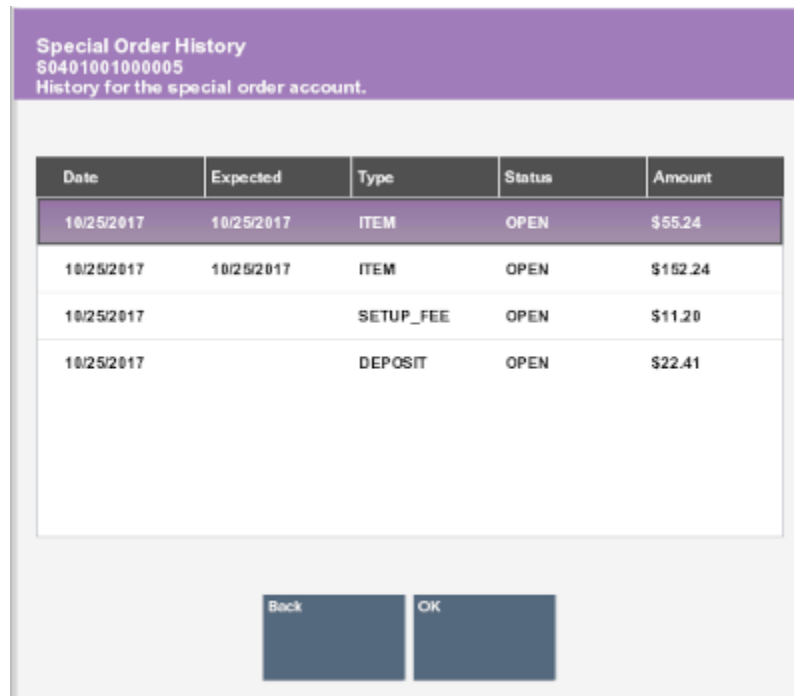 Special Order History
S0401001000005
History for the special order account.
Date Expected Type Status Amount
10/25/2017 10/25/2017 ITEM OPEN $55.24
10/25/2017 10/25/2017 ITEM OPEN $152.24
10/25/2017 SETUP_FEE OPEN $11.20
10/25/2017 DEPOSIT OPEN $22.41
Back OK